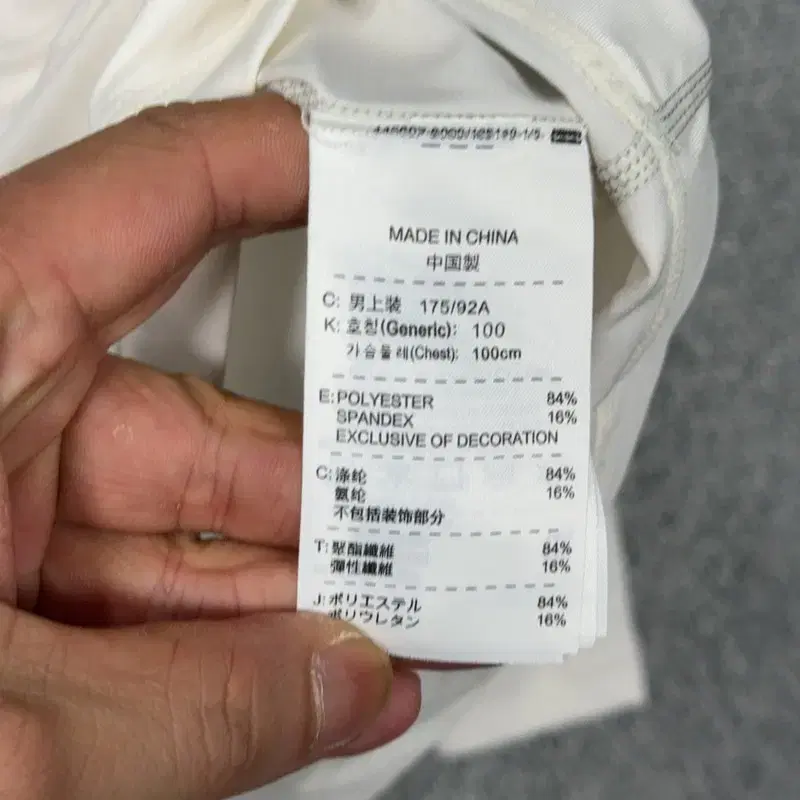 MADE IN CHINA
中国製
C: 男上装 175/92A
K: 호칭(Generic): 100
가슴둘레(Chest): 100cm
E: POLYESTER 84%
SPANDEX 16%
EXCLUSIVE OF DECORATION
C: 涤纶 84%
氨纶 16%
不包括装饰部分
T: 聚酯纖維 84%
彈性纖維 16%
J: ポリエステル 84%
ポリウレタン 16%